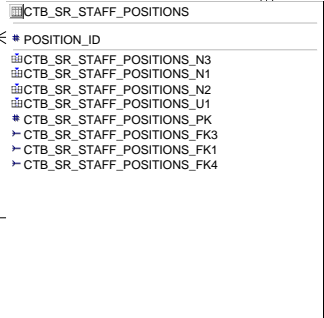 CTB_SR_STAFF_POSITIONS
# POSITION_ID
CTB_SR_STAFF_POSITIONS_N3
CTB_SR_STAFF_POSITIONS_N1
CTB_SR_STAFF_POSITIONS_N2
CTB_SR_STAFF_POSITIONS_U1
# CTB_SR_STAFF_POSITIONS_PK
CTB_SR_STAFF_POSITIONS_FK3
CTB_SR_STAFF_POSITIONS_FK1
CTB_SR_STAFF_POSITIONS_FK4